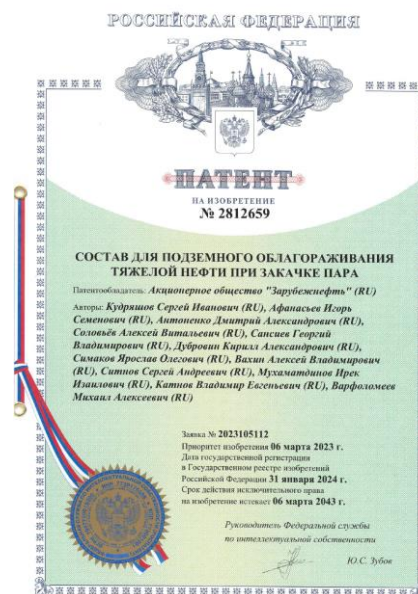 РОССИЙСКАЯ ФЕДЕРАЦИЯ
ПАТЕНТ
НА ИЗОБРЕТЕНИЕ
№ 2812659
СОСТАВ ДЛЯ ПОДЗЕМНОГО ОБЛАГОРАЖИВАНИЯ
ТЯЖЕЛОЙ НЕФТИ ПРИ ЗАКАЧКЕ ПАРА
Патентообладатель: Акционерное общество "Зарубежнефть" (RU)
Авторы: Кудряшов Сергей Иванович (RU), Афанасьев Игорь
Семенович (RU), Антоненко Дмитрий Александрович (RU),
Соловьёв Алексей Витальевич (RU), Сансиев Георгий
Владимирович (RU), Дубровин Кирилл Александрович (RU),
Симаков Ярослав Олегович (RU), Вахин Алексей Владимирович
(RU), Ситнов Сергей Андреевич (RU), Мухаматдинов Ирек
Изаилович (RU), Катнов Владимир Евгеньевич (RU), Варфоломеев
Михаил Алексеевич (RU)
Заявка № 2023105112
Приоритет изобретения 06 марта 2023 г.
Дата государственной регистрации
в Государственном реестре изобретений
Российской Федерации 31 января 2024 г.
Срок действия исключительного права
на изобретение истекает 06 марта 2043 г.
Руководитель Федеральной службы
по интеллектуальной собственности
Ю.С. Зубов